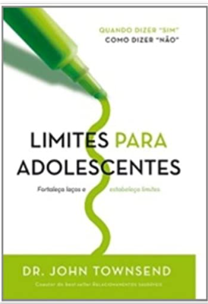 QUANDO DIZER "SIM"
COMO DIZER "NÃO"
LIMITES PARA
ADOLESCENTES
Fortaleça laços e estabeleça limites
DR. JOHN TOWNSEND